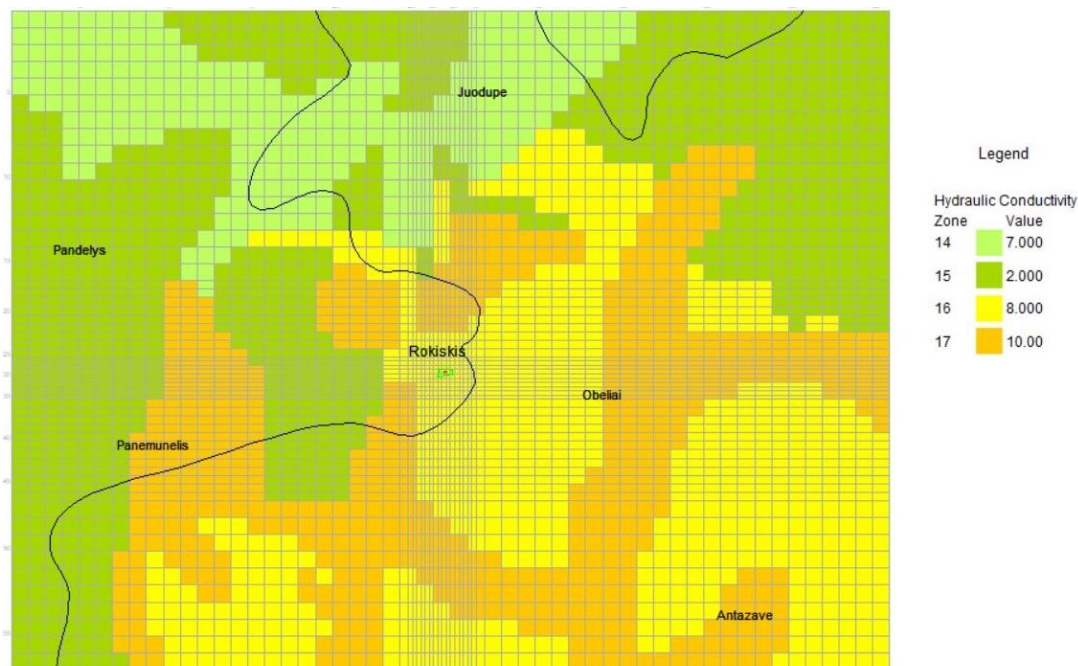 Juodupe
Legend
Hydraulic Conductivity
Zone Value
14 7.000
15 2.000
16 8.000
17 10.00
Pandelys
Rokiskis
Obeliai
Panemunelis
Antazave